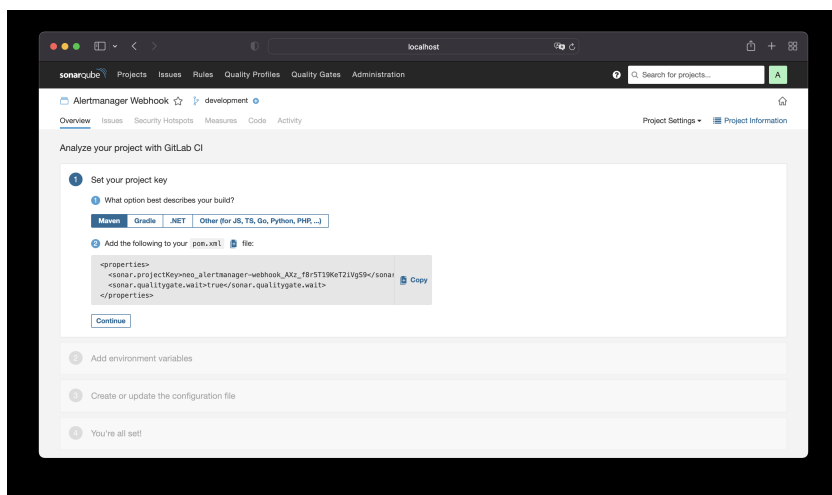 localhost
sonarqube Projects Issues Rules Quality Profiles Quality Gates Administration ? Search for projects... A
Alertmanager Webhook development
Overview Issues Security Hotspots Measures Code Activity Project Settings Project Information
Analyze your project with GitLab CI
1 Set your project key
1 What option best describes your build?
Maven Gradle .NET Other (for JS, TS, Go, Python, PHP, ...)
2 Add the following to your pom.xml file:
<properties>
<sonar.projectKey>neo_alertmanager-webhook_AXz_f8r5T19KeT2iVgS9</sonar
<sonar.qualitygate.wait>true</sonar.qualitygate.wait>
</properties>
Copy
Continue
2 Add environment variables
3 Create or update the configuration file
4 You're all set!